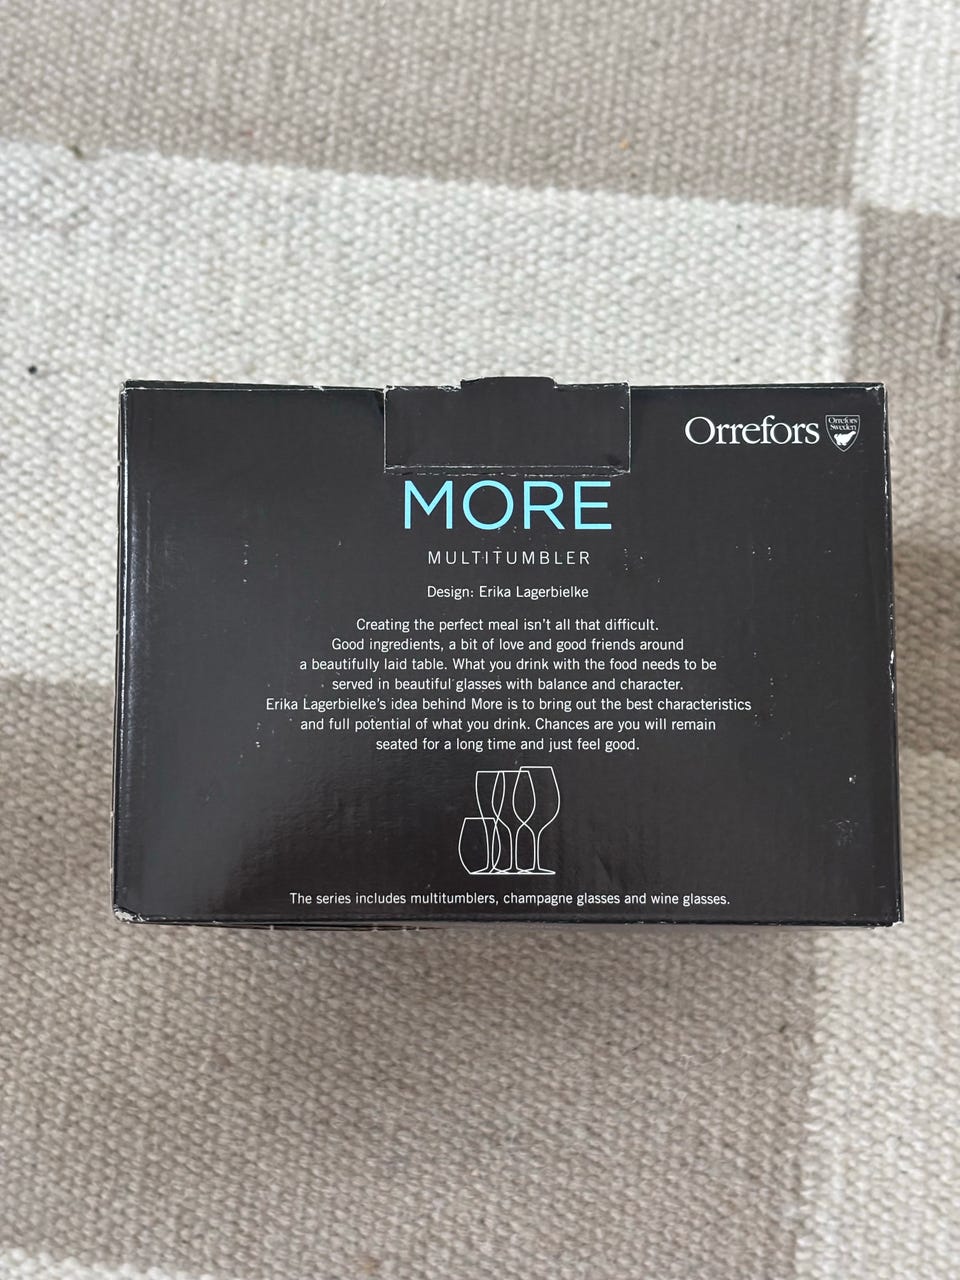 Orrefors
Orrefors
Sweden
MORE
MULTITUMBLER
Design: Erika Lagerbielke
Creating the perfect meal isn't all that difficult.
Good ingredients, a bit of love and good friends around
a beautifully laid table. What you drink with the food needs to be
served in beautiful glasses with balance and character.
Erika Lagerbielke's idea behind More is to bring out the best characteristics
and full potential of what you drink. Chances are you will remain
seated for a long time and just feel good.
The series includes multitumblers, champagne glasses and wine glasses.